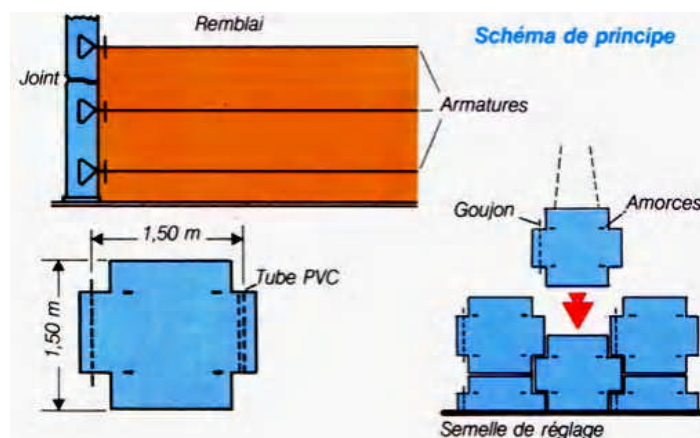 Remblai
Schéma de principe
Joint
Armatures
Goujon
Amorces
1,50 m
Tube PVC
1,50 m
Semelle de réglage